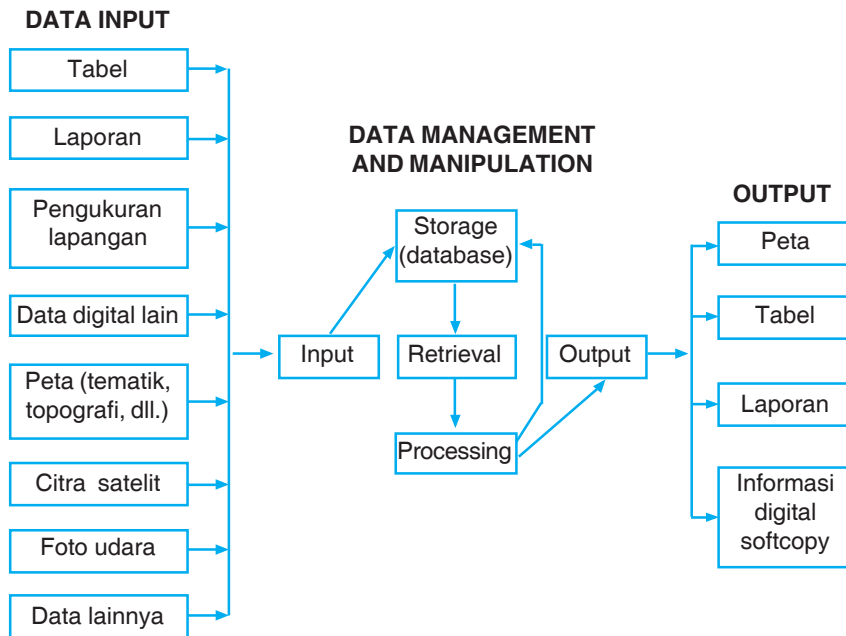 DATA INPUT
Tabel
Laporan
Pengukuran
lapangan
Data digital lain
Peta (tematik,
topografi, dll.)
Citra satelit
Foto udara
Data lainnya
DATA MANAGEMENT
AND MANIPULATION
Input
Storage
(database)
Retrieval
Processing
Output
OUTPUT
Peta
Tabel
Laporan
Informasi
digital
softcopy